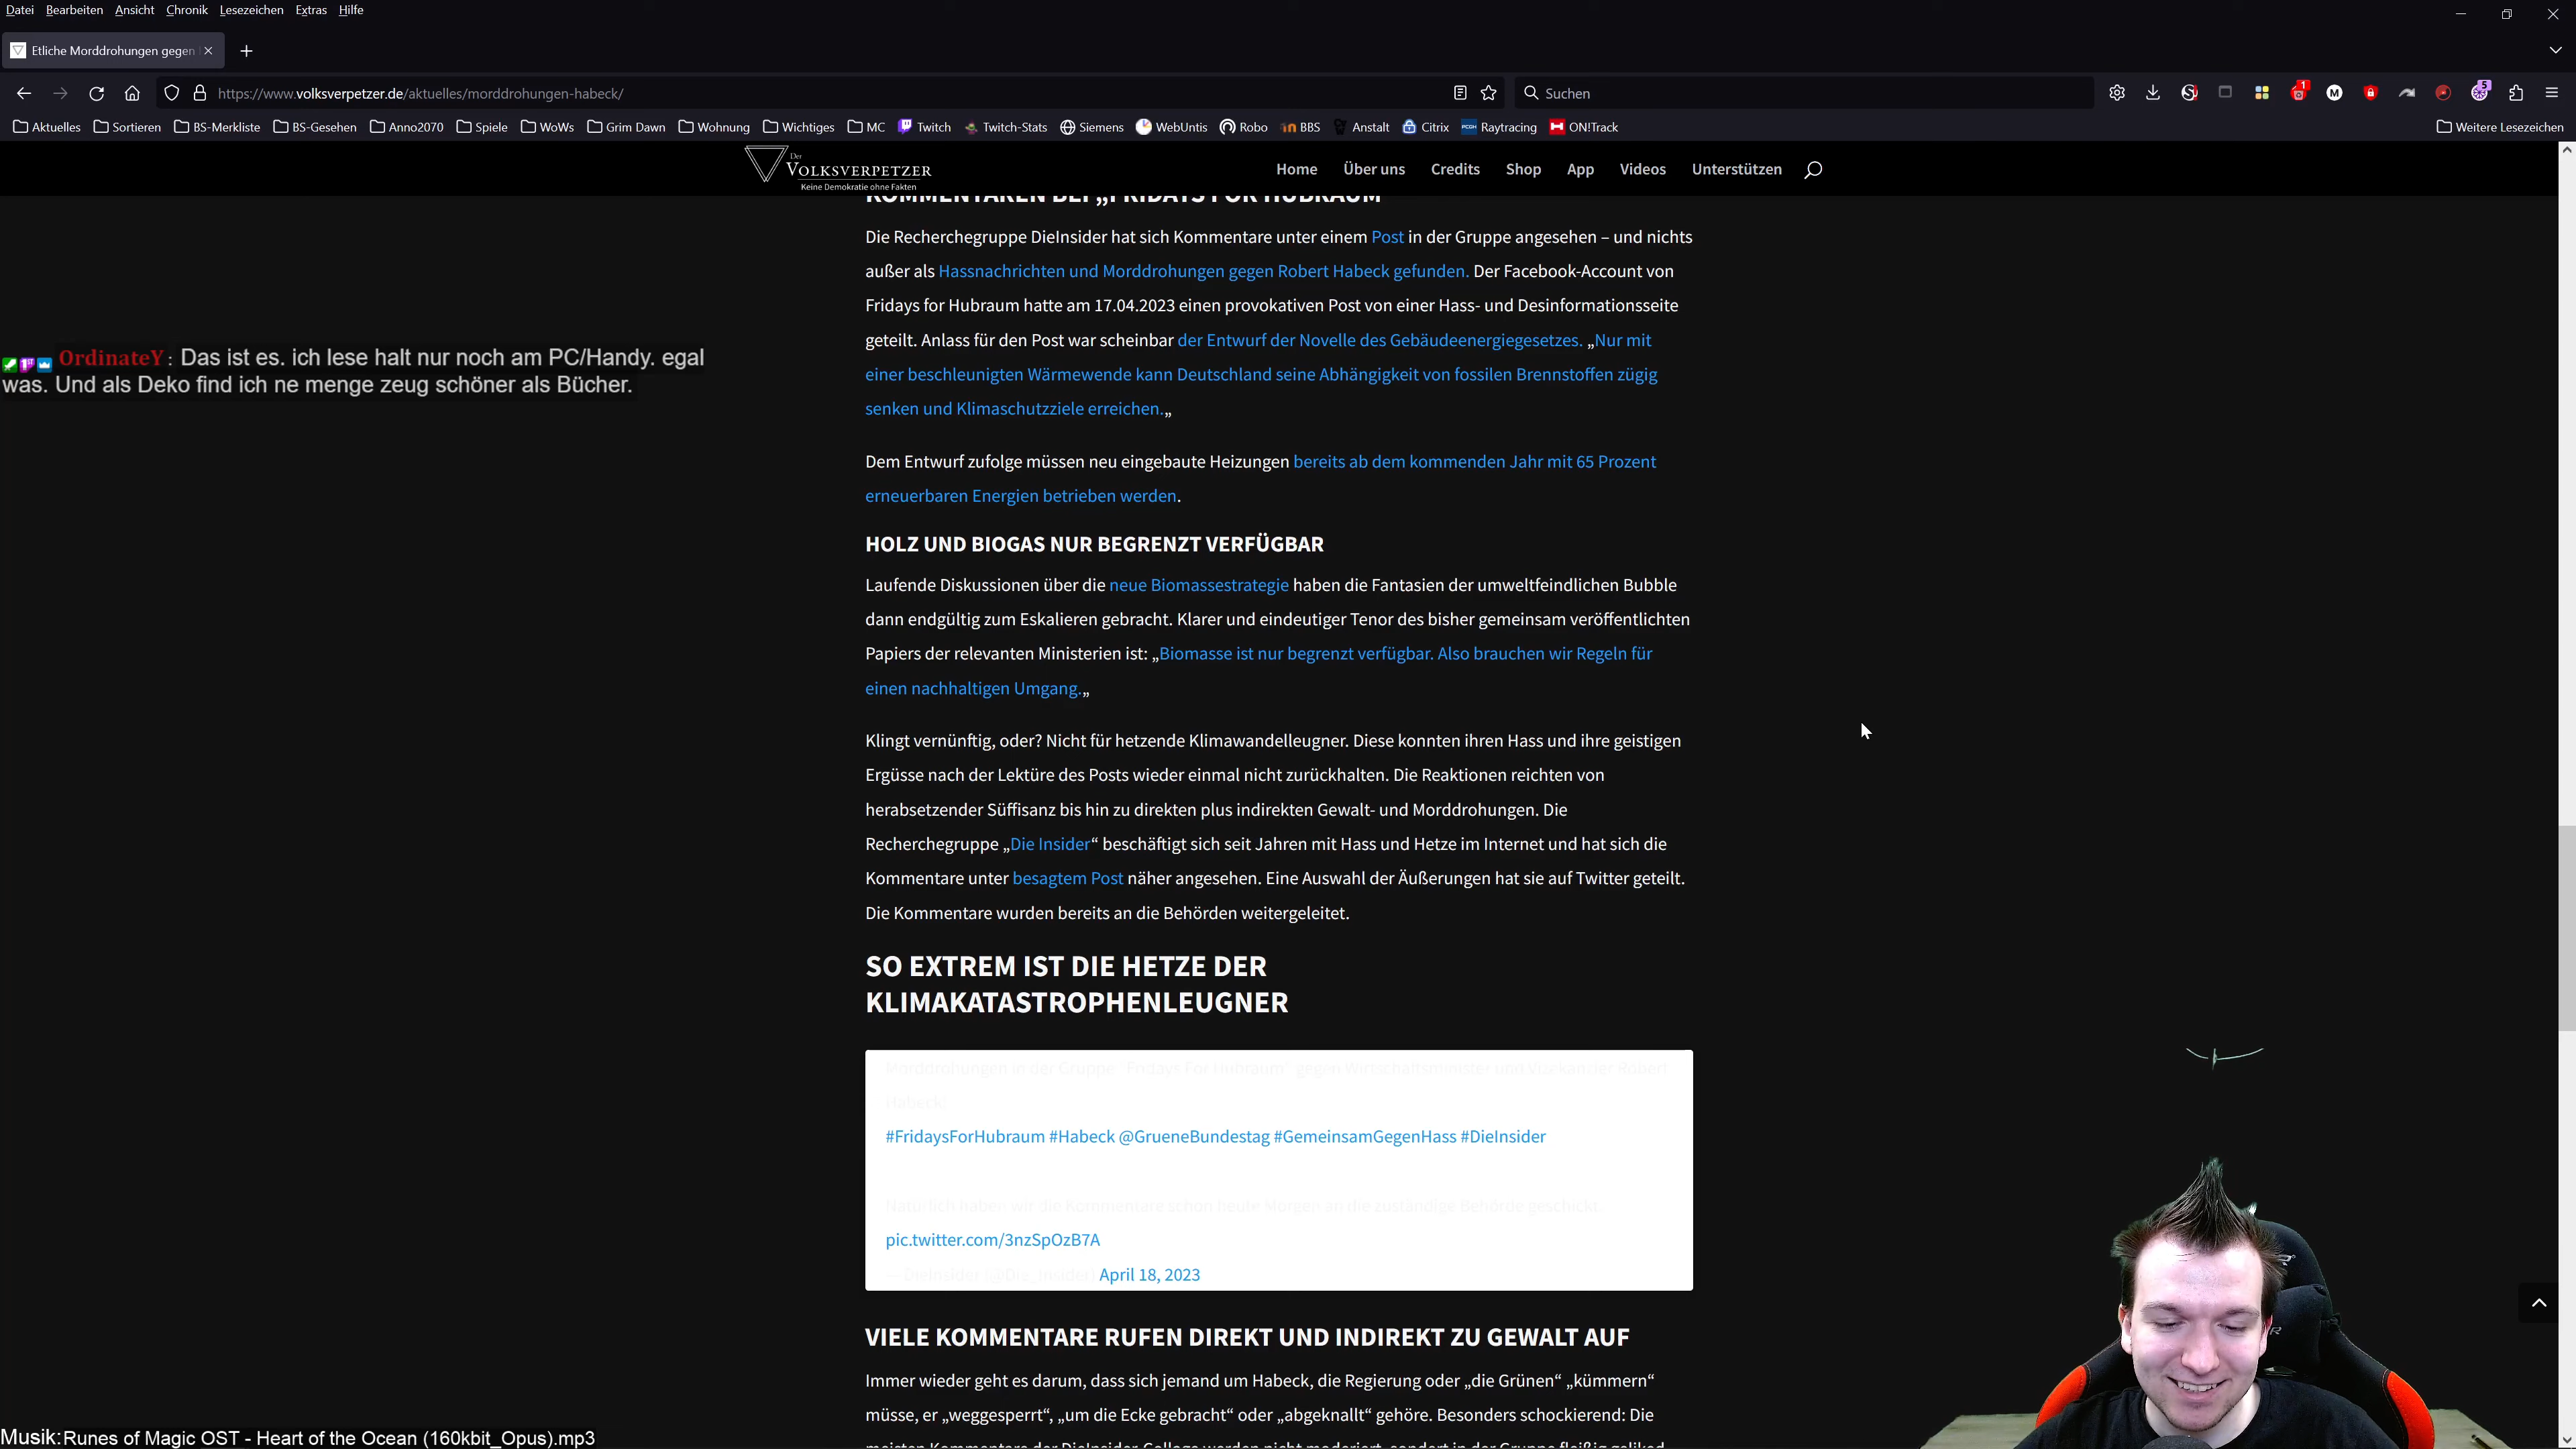 Datei Bearbeiten Ansicht Chronik Lesezeichen Extras Hilfe
Etliche Morddrohungen gegen
https://www.volksverpetzer.de/aktuelles/morddrohungen-habeck/
Suchen
1
5
Aktuelles Sortieren BS-Merkliste BS-Gesehen Anno2070 Spiele WoWs Grim Dawn Wohnung Wichtiges MC Twitch Twitch-Stats Siemens WebUntis Robo BBS Anstalt Citrix Raytracing ON!Track Weitere Lesezeichen
Der
VOLKSVERPETZER
Keine Demokratie ohne Fakten
Home Über uns Credits Shop App Videos Unterstützen
KOMMENTAREN BEI „FRIDAYS FOR HUBRAUM“
Die Recherchegruppe DieInsider hat sich Kommentare unter einem Post in der Gruppe angesehen – und nichts
außer als Hassnachrichten und Morddrohungen gegen Robert Habeck gefunden. Der Facebook-Account von
Fridays for Hubraum hatte am 17.04.2023 einen provokativen Post von einer Hass- und Desinformationsseite
geteilt. Anlass für den Post war scheinbar der Entwurf der Novelle des Gebäudeenergiegesetzes. „Nur mit
einer beschleunigten Wärmewende kann Deutschland seine Abhängigkeit von fossilen Brennstoffen zügig
senken und Klimaschutzziele erreichen.„
OrdinateY: Das ist es. ich lese halt nur noch am PC/Handy. egal
was. Und als Deko find ich ne menge zeug schöner als Bücher.
Dem Entwurf zufolge müssen neu eingebaute Heizungen bereits ab dem kommenden Jahr mit 65 Prozent
erneuerbaren Energien betrieben werden.
HOLZ UND BIOGAS NUR BEGRENZT VERFÜGBAR
Laufende Diskussionen über die neue Biomassestrategie haben die Fantasien der umweltfeindlichen Bubble
dann endgültig zum Eskalieren gebracht. Klarer und eindeutiger Tenor des bisher gemeinsam veröffentlichten
Papiers der relevanten Ministerien ist: „Biomasse ist nur begrenzt verfügbar. Also brauchen wir Regeln für
einen nachhaltigen Umgang.„
Klingt vernünftig, oder? Nicht für hetzende Klimawandelleugner. Diese konnten ihren Hass und ihre geistigen
Ergüsse nach der Lektüre des Posts wieder einmal nicht zurückhalten. Die Reaktionen reichten von
herabsetzender Süffisanz bis hin zu direkten plus indirekten Gewalt- und Morddrohungen. Die
Recherchegruppe „Die Insider“ beschäftigt sich seit Jahren mit Hass und Hetze im Internet und hat sich die
Kommentare unter besagtem Post näher angesehen. Eine Auswahl der Äußerungen hat sie auf Twitter geteilt.
Die Kommentare wurden bereits an die Behörden weitergeleitet.
SO EXTREM IST DIE HETZE DER
KLIMAKATASTROPHENLEUGNER
Morddrohungen in der Gruppe "Fridays For Hubraum" gegen Wirtschaftsminister und Vizekanzler Robert
Habeck:
#FridaysForHubraum #Habeck @GrueneBundestag #GemeinsamGegenHass #DieInsider
Natürlich haben wir die Kommentare schon heute Morgen an die zuständige Behörde geschickt.
pic.twitter.com/3nzSpOzB7A
— DieInsider (@Die_Insider) April 18, 2023
VIELE KOMMENTARE RUFEN DIREKT UND INDIREKT ZU GEWALT AUF
Immer wieder geht es darum, dass sich jemand um Habeck, die Regierung oder „die Grünen“ „kümmern“
müsse, er „weggesperrt“, „um die Ecke gebracht“ oder „abgeknallt“ gehöre. Besonders schockierend: Die
meisten Kommentare der DieInsider-Collage werden nicht moderiert, sondert in der Gruppe fleißig geliked
Musik: Runes of Magic OST - Heart of the Ocean (160kbit_Opus).mp3